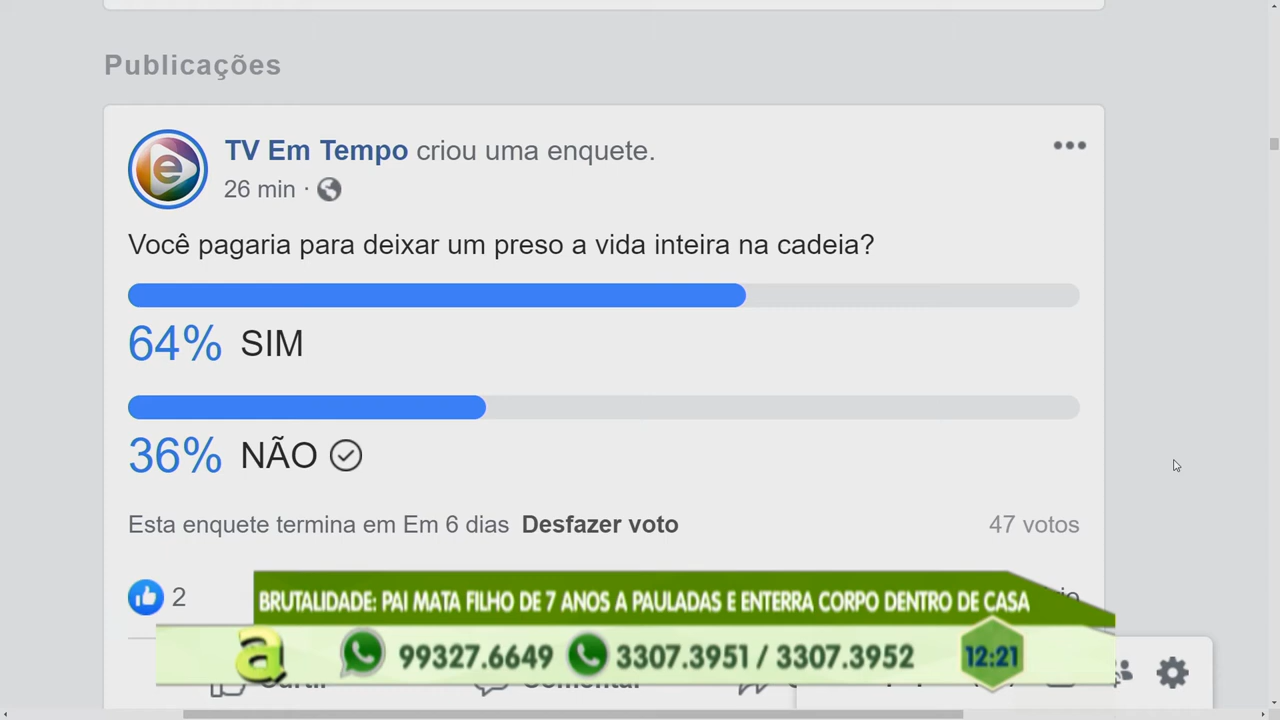 Publicações
TV Em Tempo criou uma enquete.
26 min ·
Você pagaria para deixar um preso a vida inteira na cadeia?
64% SIM
36% NÃO
Esta enquete termina em Em 6 dias Desfazer voto
47 votos
2
BRUTALIDADE: PAI MATA FILHO DE 7 ANOS A PAULADAS E ENTERRA CORPO DENTRO DE CASA
a 99327.6649 3307.3951 / 3307.3952 12:21
Curtir Comentar